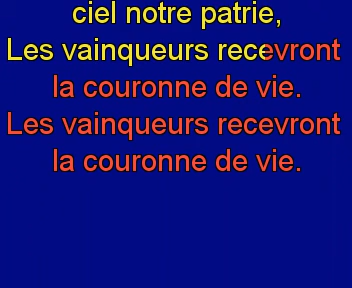 ciel notre patrie,
Les vainqueurs recevront
la couronne de vie.
Les vainqueurs recevront
la couronne de vie.